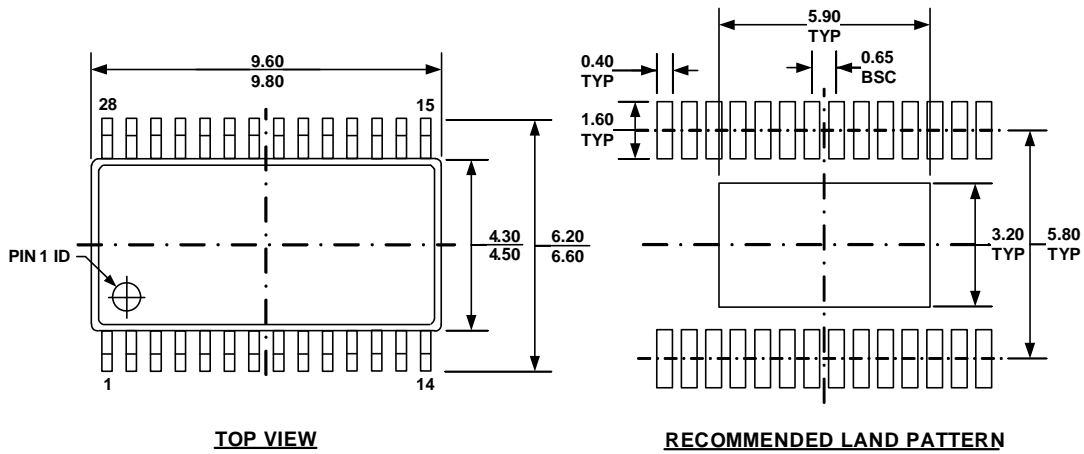 9.60
9.80
28
15
PIN 1 ID
4.30
4.50
6.20
6.60
1
14
TOP VIEW
5.90
TYP
0.40
TYP
0.65
BSC
1.60
TYP
3.20
TYP
5.80
TYP
RECOMMENDED LAND PATTERN